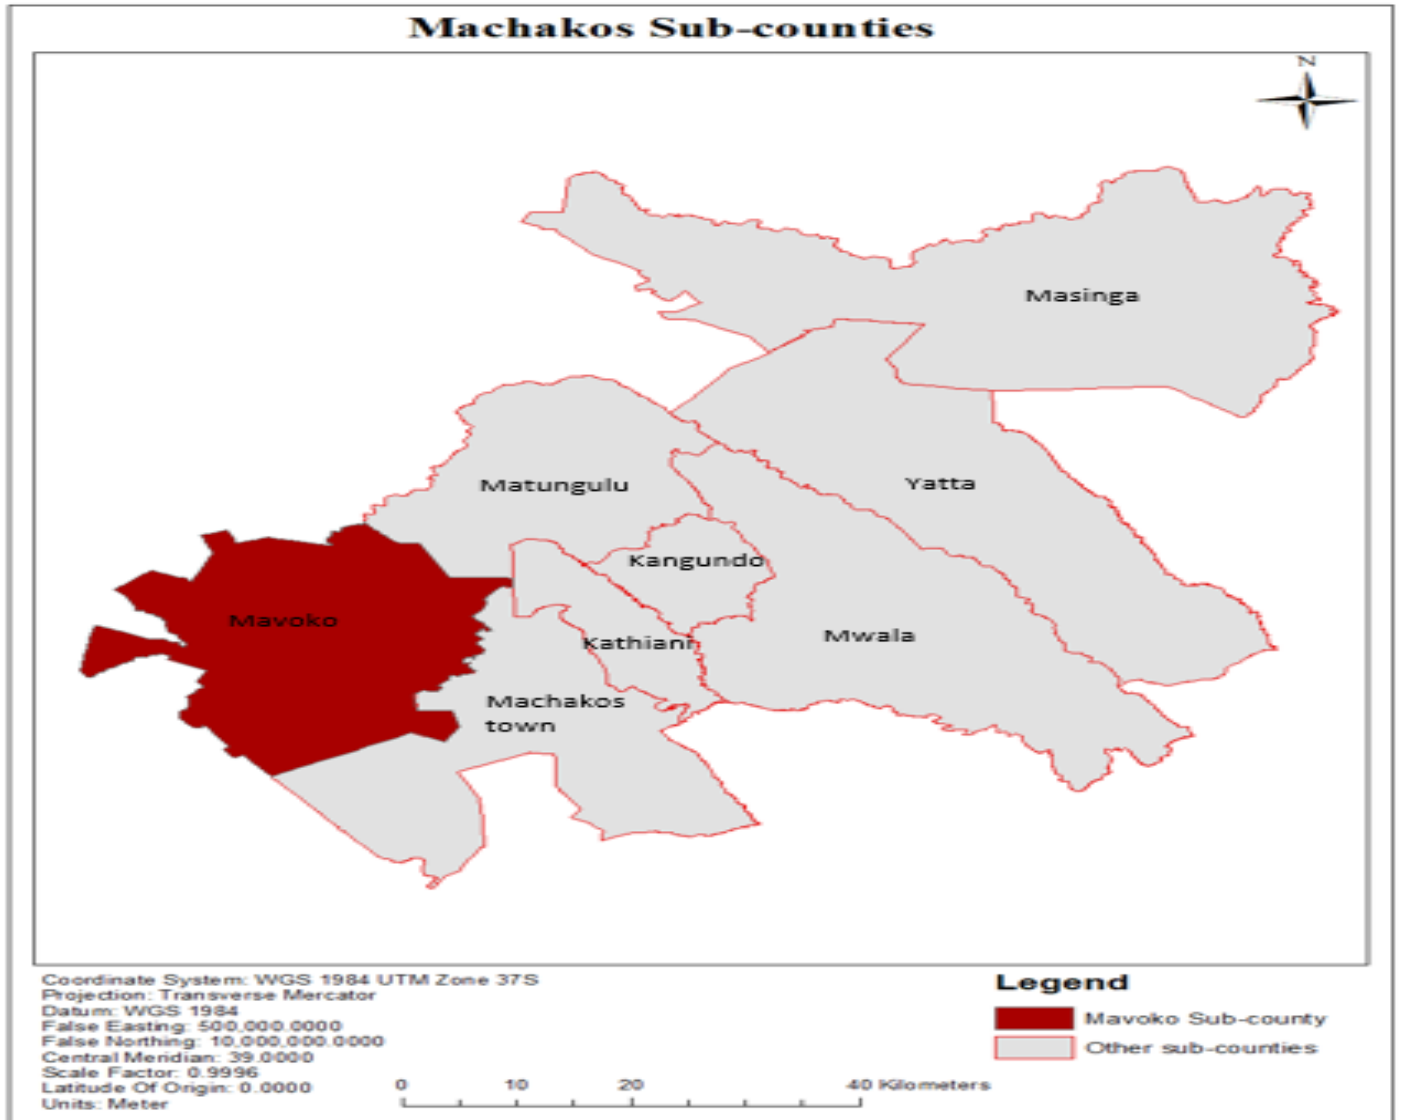 Machakos Sub-counties
N
Masinga
Yatta
Matungulu
Kangundo
Mavoko
Mwala
Kathiani
Machakos
town
Coordinate System: WGS 1984 UTM Zone 37S
Projection: Transverse Mercator
Datum: WGS 1984
False Easting: 500,000.0000
False Northing: 10,000,000.0000
Central Meridian: 39.0000
Scale Factor: 0.9996
Latitude Of Origin: 0.0000
Units: Meter
0 10 20 40 Kilometers
Legend
Mavoko Sub-county
Other sub-counties